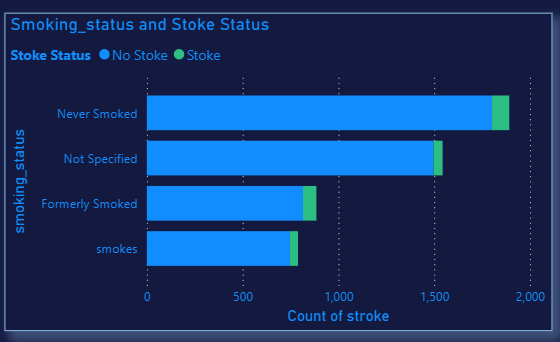 Smoking_status and Stoke Status
Stoke Status No Stoke Stoke
smoking_status
Never Smoked
Not Specified
Formerly Smoked
smokes
0 500 1,000 1,500 2,000
Count of stroke